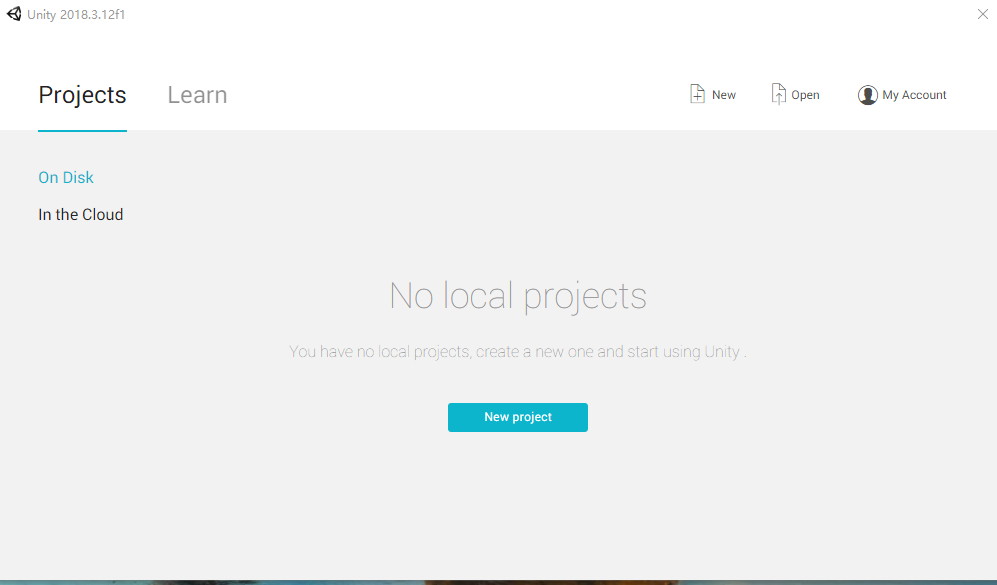 Unity 2018.3.12f1
Projects Learn New Open My Account
On Disk
In the Cloud
No local projects
You have no local projects, create a new one and start using Unity .
New project